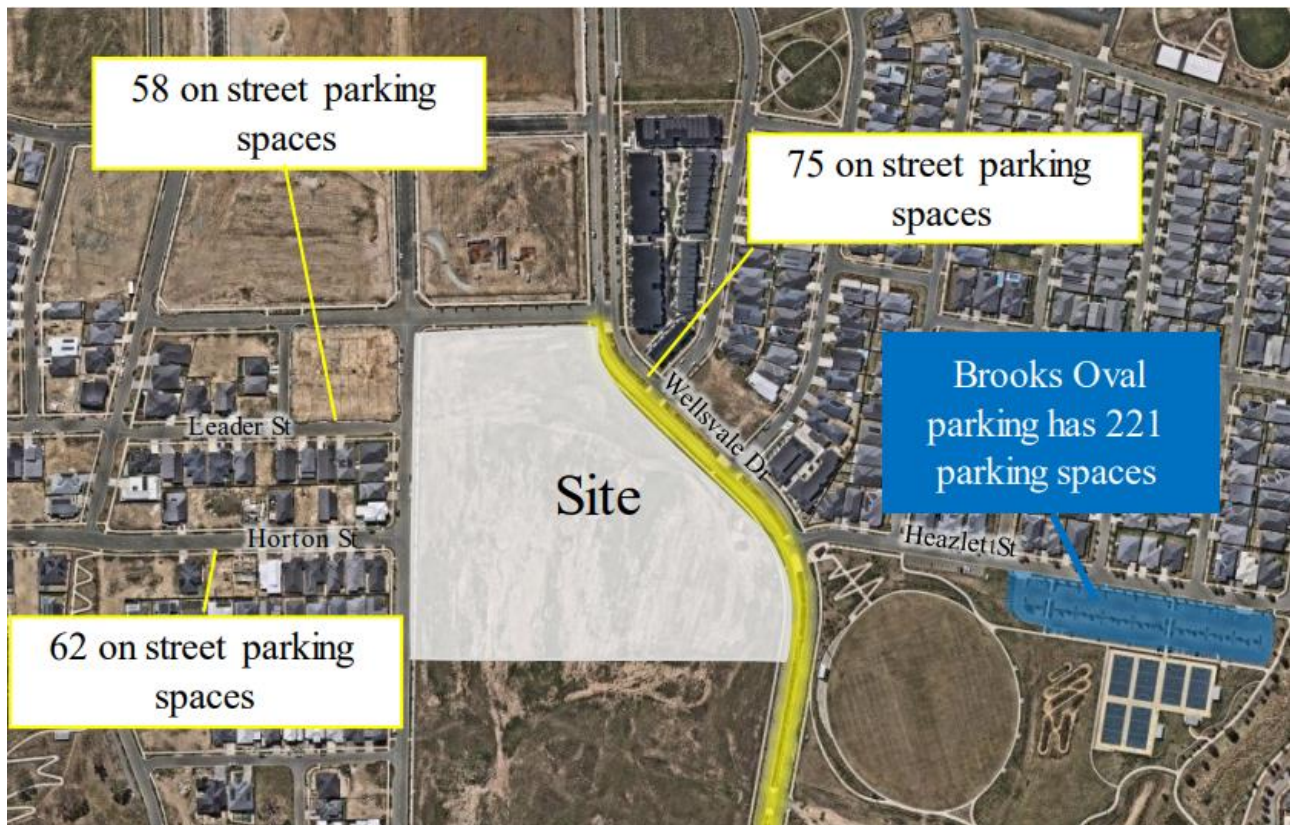 58 on street parking
spaces
75 on street parking
spaces
Wellsvale Dr
Brooks Oval
parking has 221
parking spaces
Leader St
Site
Horton St
Heazlett St
62 on street parking
spaces